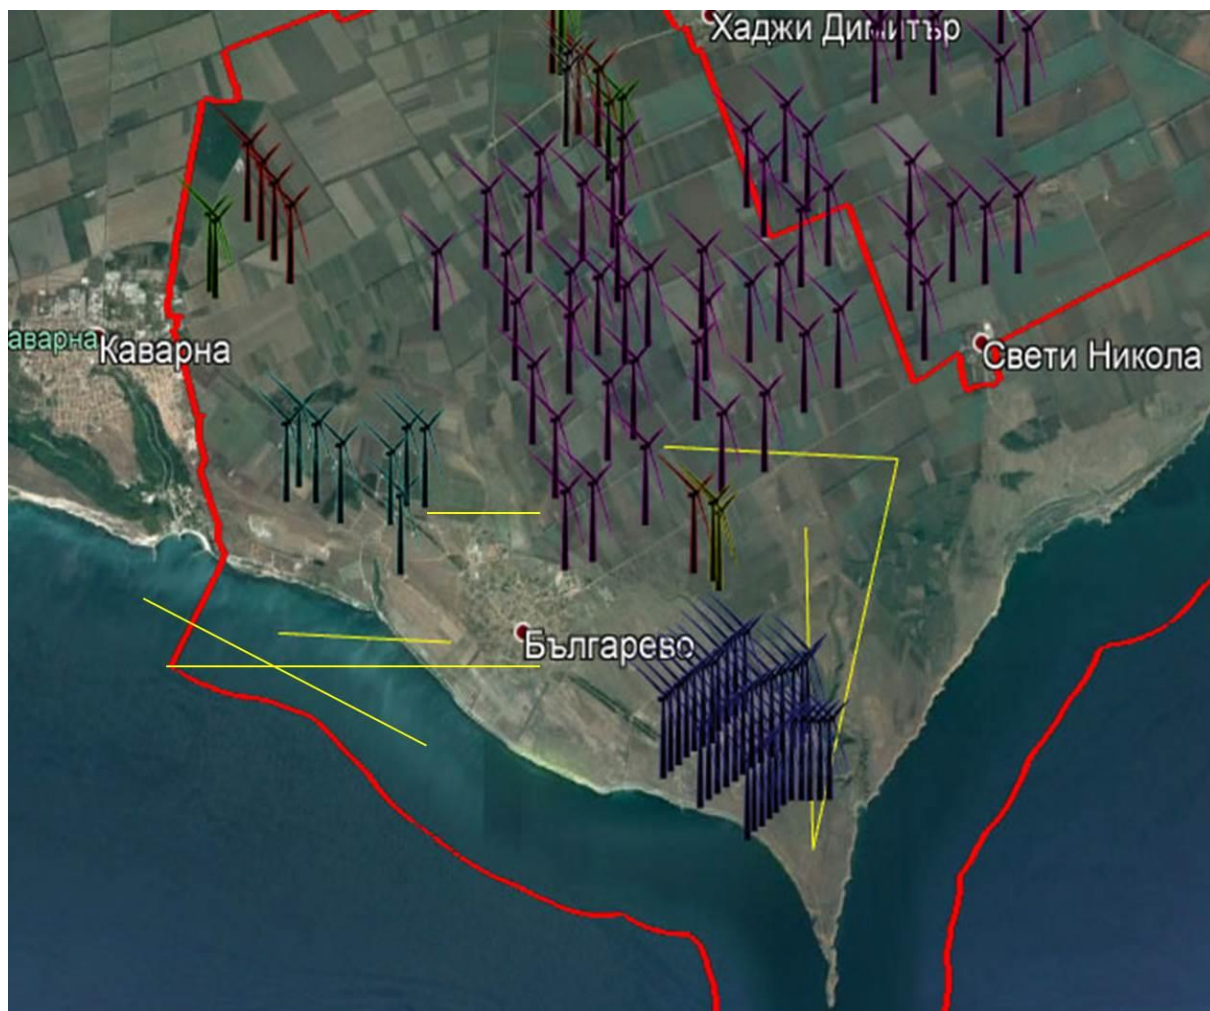 Хаджи Димитър
аварна
Каварна
Свети Никола
Българево